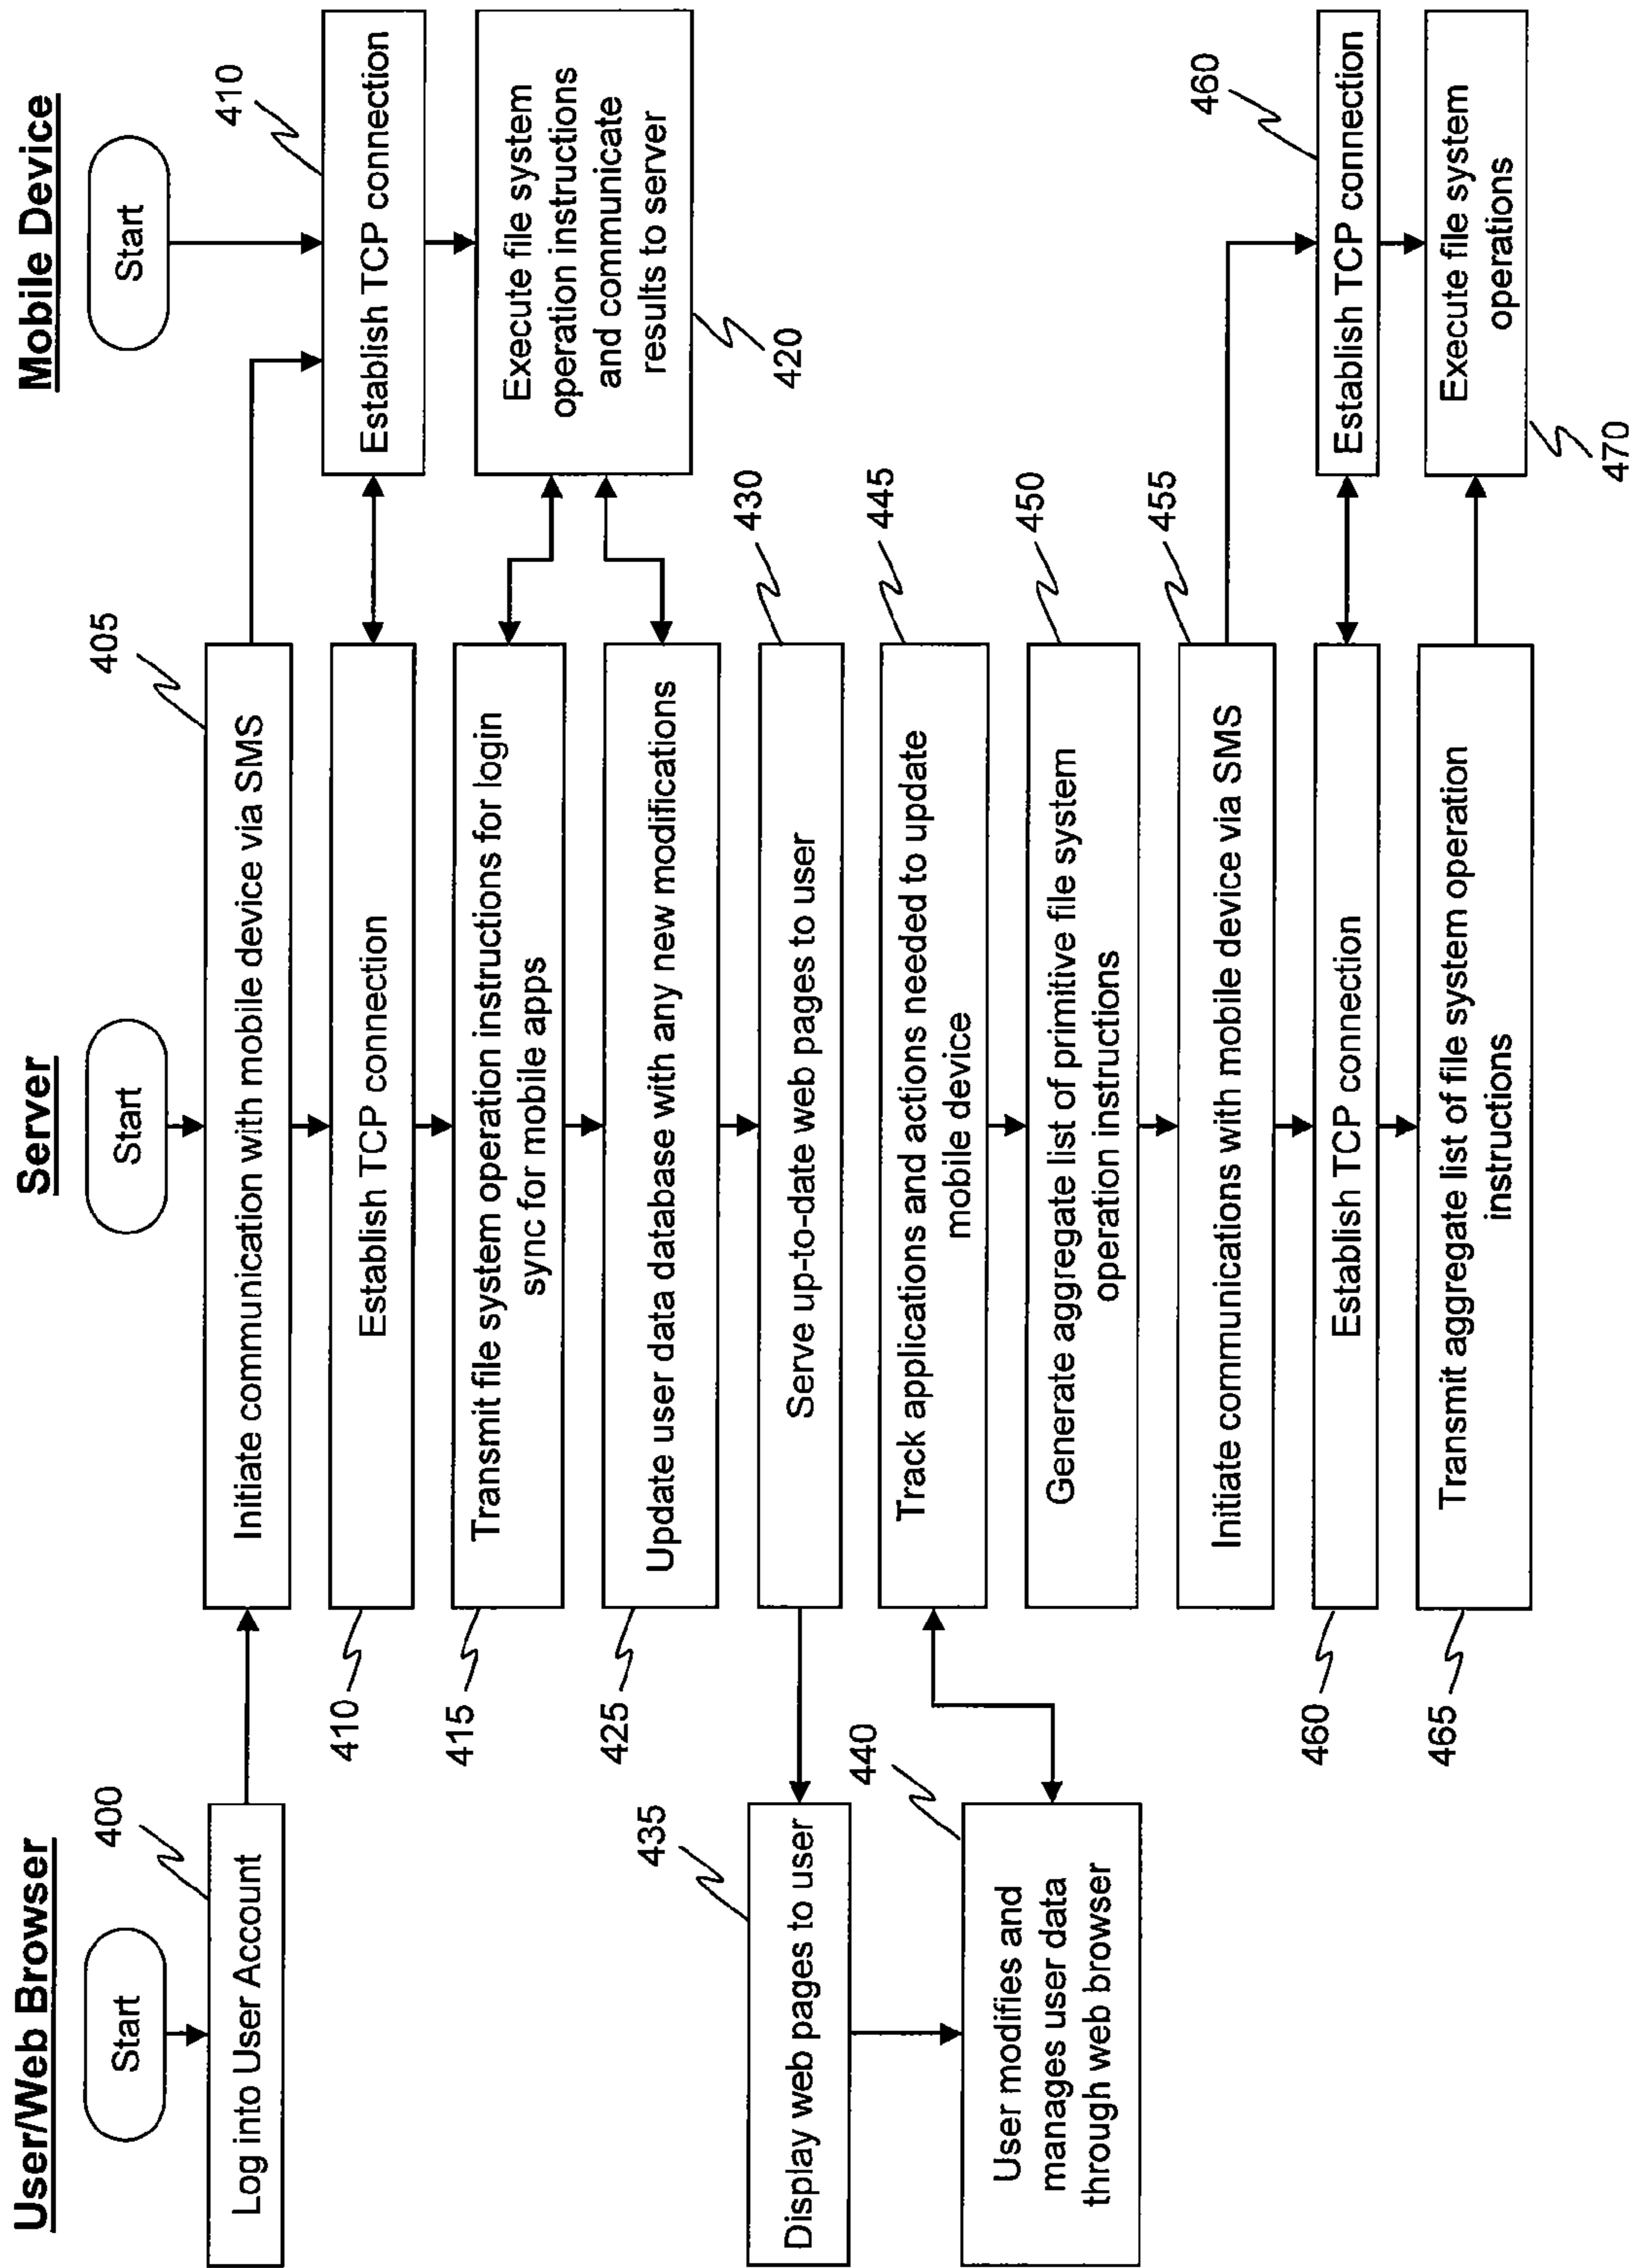 User/Web Browser
Start
400
Log into User Account
435
Display web pages to user
440
User modifies and
manages user data
through web browser
Server
Start
405
Initiate communication with mobile device via SMS
410
Establish TCP connection
415
Transmit file system operation instructions for login
sync for mobile apps
425
Update user data database with any new modifications
430
Serve up-to-date web pages to user
445
Track applications and actions needed to update
mobile device
450
Generate aggregate list of primitive file system
operation instructions
455
Initiate communications with mobile device via SMS
460
Establish TCP connection
465
Transmit aggregate list of file system operation
instructions
Mobile Device
Start
410
Establish TCP connection
Execute file system
operation instructions
and communicate
results to server
420
460
Establish TCP connection
Execute file system
operations
470